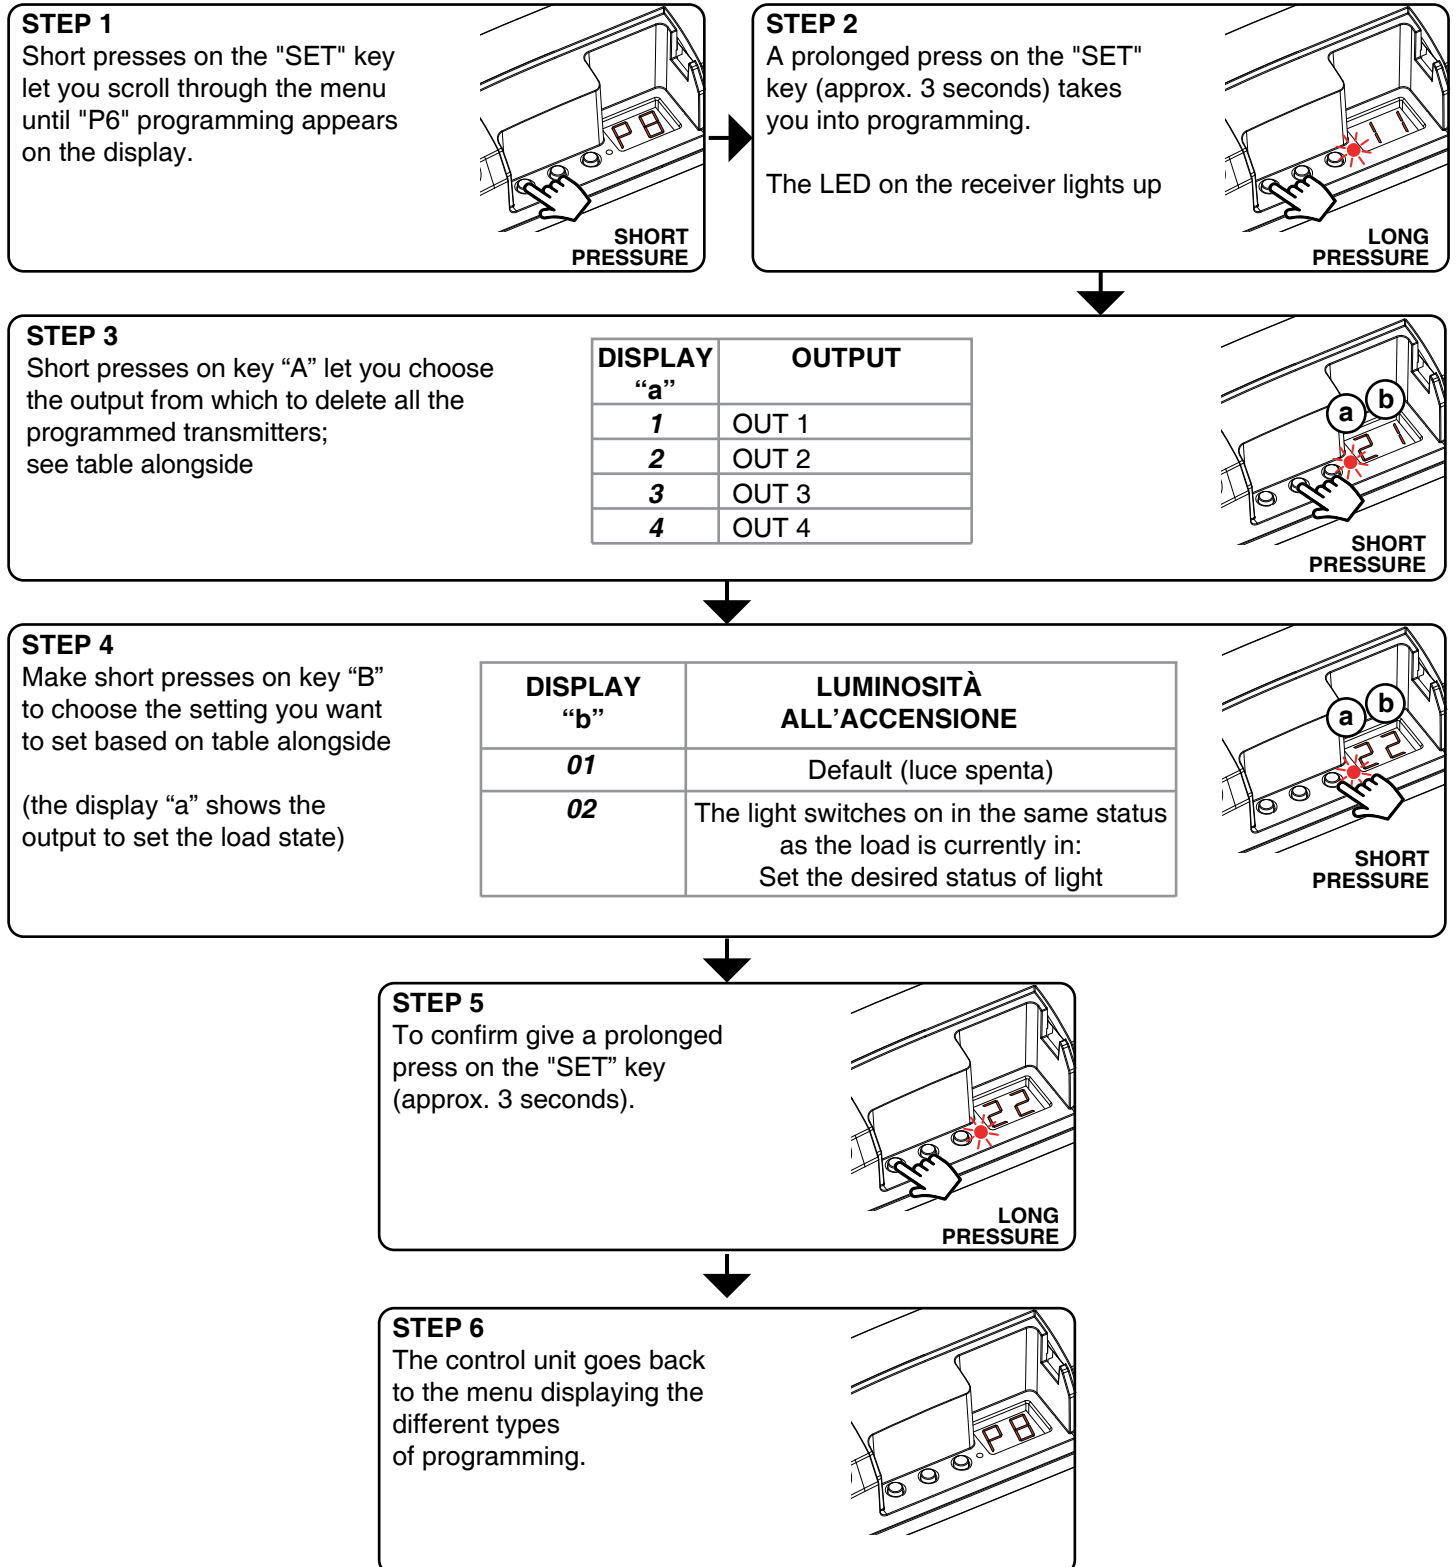 STEP 1
Short presses on the "SET" key
let you scroll through the menu
until "P6" programming appears
on the display.
P8
SHORT
PRESSURE
STEP 2
A prolonged press on the "SET"
key (approx. 3 seconds) takes
you into programming.
The LED on the receiver lights up
11
LONG
PRESSURE
STEP 3
Short presses on key “A” let you choose
the output from which to delete all the
programmed transmitters;
see table alongside
DISPLAY OUTPUT
“a”
1 OUT 1
2 OUT 2
3 OUT 3
4 OUT 4
a b
21
SHORT
PRESSURE
STEP 4
Make short presses on key “B”
to choose the setting you want
to set based on table alongside
(the display “a” shows the
output to set the load state)
DISPLAY LUMINOSITÀ
“b” ALL’ACCENSIONE
01 Default (luce spenta)
02 The light switches on in the same status
as the load is currently in:
Set the desired status of light
a b
22
SHORT
PRESSURE
STEP 5
To confirm give a prolonged
press on the "SET” key
(approx. 3 seconds).
22
LONG
PRESSURE
STEP 6
The control unit goes back
to the menu displaying the
different types
of programming.
P8